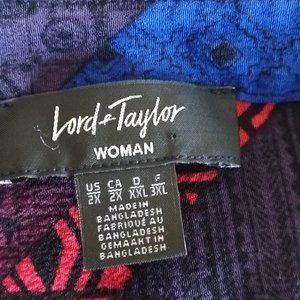 Lord & Taylor
WOMAN
US CA D F
2X 2X XXL 3XL
MADE IN
BANGLADESH
FABRIQUÉ AU
BANGLADESH
GEMAAKT IN
BANGLADESH